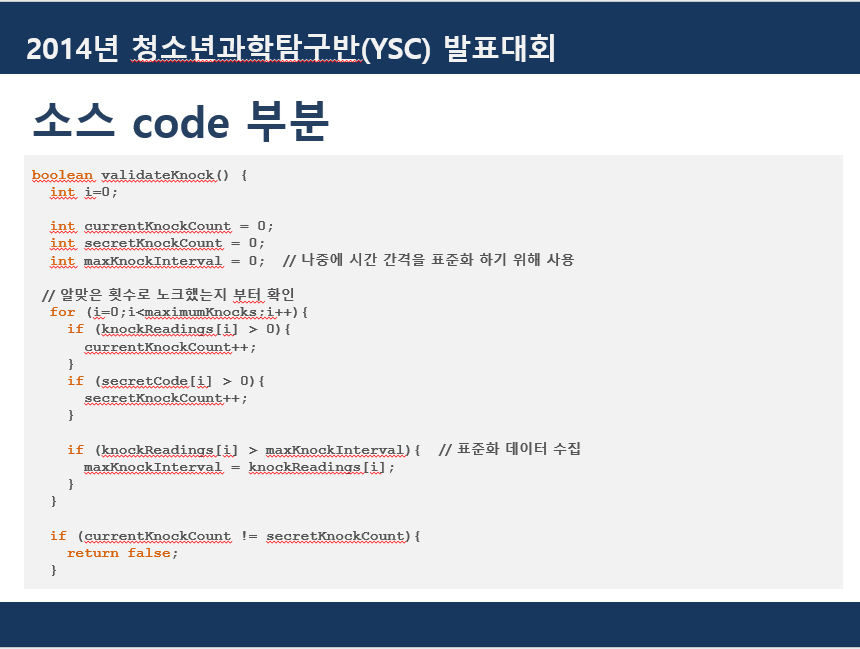 2014년 청소년과학탐구반(YSC) 발표대회
소스 code 부분
boolean validateKnock() {
int i=0;
int currentKnockCount = 0;
int secretKnockCount = 0;
int maxKnockInterval = 0; // 나중에 시간 간격을 표준화 하기 위해 사용
// 알맞은 횟수로 노크했는지 부터 확인
for (i=0;i<maximumKnocks;i++){
if (knockReadings[i] > 0){
currentKnockCount++;
}
if (secretCode[i] > 0){
secretKnockCount++;
}
if (knockReadings[i] > maxKnockInterval){ // 표준화 데이터 수집
maxKnockInterval = knockReadings[i];
}
}
if (currentKnockCount != secretKnockCount){
return false;
}